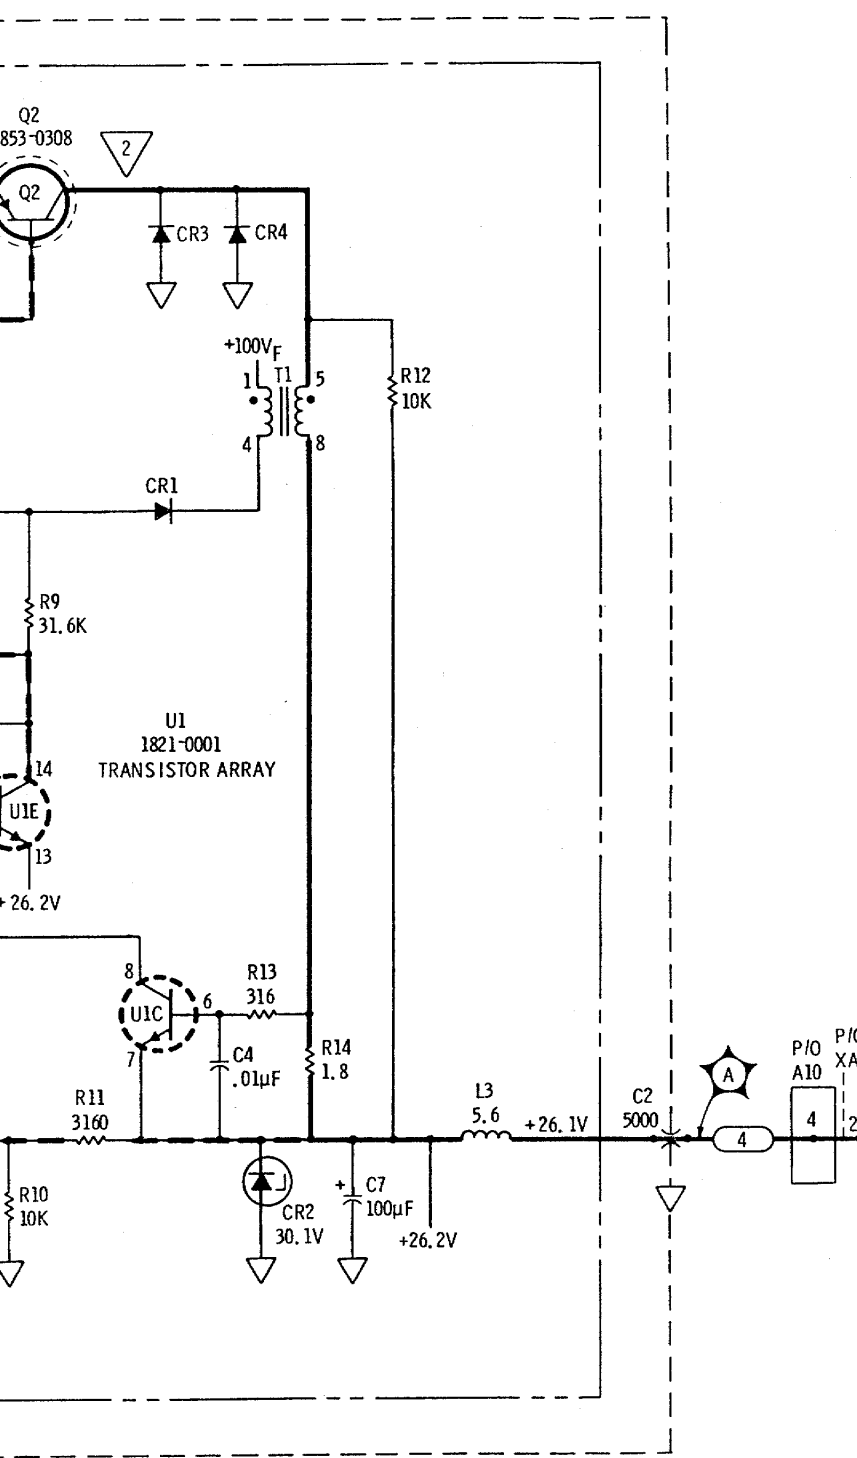 Q2
853-0308
2
Q2
CR3
CR4
+100VF
T1
1
5
4
8
R12
10K
CR1
R9
31.6K
U1
1821-0001
TRANSISTOR ARRAY
14
U1E
13
+ 26.2V
8
R13
316
6
U1C
7
C4
.01µF
R14
1.8
R11
3160
L3
5.6
+26.1V
C2
5000
A
4
P/O
A10
4
P/O
XA
2
R10
10K
CR2
30.1V
+
C7
100µF
+26.2V